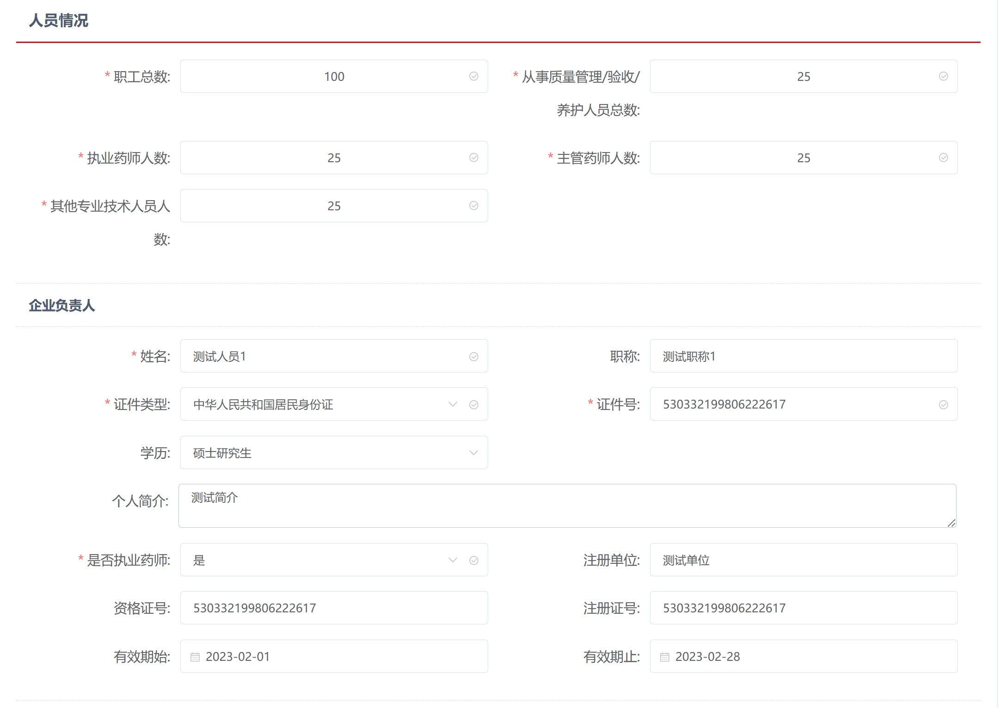 人员情况
* 职工总数: 100 * 从事质量管理/验收/ 25
养护人员总数:
* 执业药师人数: 25 * 主管药师人数: 25
* 其他专业技术人员人 25
数:
企业负责人
* 姓名: 测试人员1 职称: 测试职称1
* 证件类型: 中华人民共和国居民身份证 * 证件号: 530332199806222617
学历: 硕士研究生
个人简介: 测试简介
* 是否执业药师: 是 注册单位: 测试单位
资格证号: 530332199806222617 注册证号: 530332199806222617
有效期始: 2023-02-01 有效期止: 2023-02-28